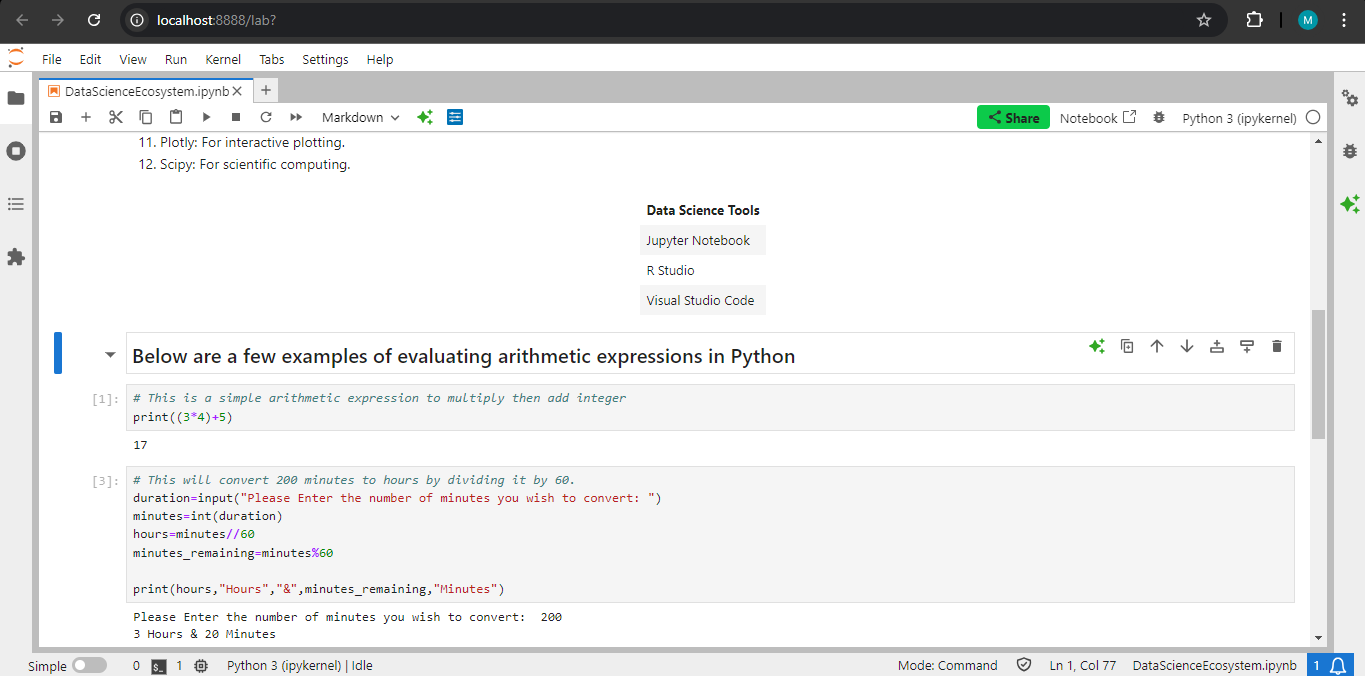 localhost:8888/lab?
M
File Edit View Run Kernel Tabs Settings Help
DataScienceEcosystem.ipynb
Markdown Share Notebook Python 3 (ipykernel)
11. Plotly: For interactive plotting.
12. Scipy: For scientific computing.
Data Science Tools
Jupyter Notebook
R Studio
Visual Studio Code
Below are a few examples of evaluating arithmetic expressions in Python
[1]: # This is a simple arithmetic expression to multiply then add integer
print((3*4)+5)
17
[3]: # This will convert 200 minutes to hours by dividing it by 60.
duration=input("Please Enter the number of minutes you wish to convert: ")
minutes=int(duration)
hours=minutes//60
minutes_remaining=minutes%60
print(hours,"Hours","&",minutes_remaining,"Minutes")
Please Enter the number of minutes you wish to convert:  200
3 Hours & 20 Minutes
Simple 0 $_ 1 Python 3 (ipykernel) | Idle Mode: Command Ln 1, Col 77 DataScienceEcosystem.ipynb 1